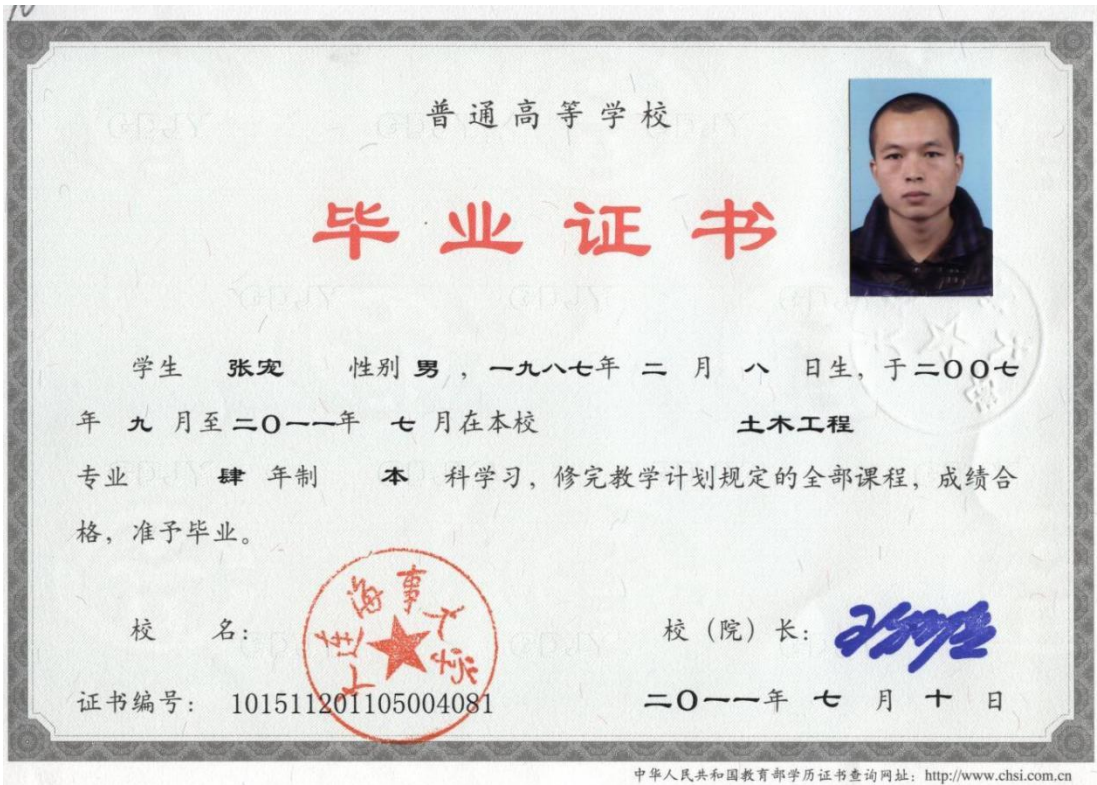 普通高等学校
毕业证书
学生 张宠 性别 男 , 一九八七年 二 月 八 日生, 于二〇〇七
年 九 月至二〇一一年 七 月在本校 土木工程
专业 肆 年制 本 科学习, 修完教学计划规定的全部课程, 成绩合
格, 准予毕业。
大连海事大学
校 名: 校 (院) 长:
证书编号: 101511201105004081 二〇一一年 七 月 十 日
中华人民共和国教育部学历证书查询网址: http://www.chsi.com.cn